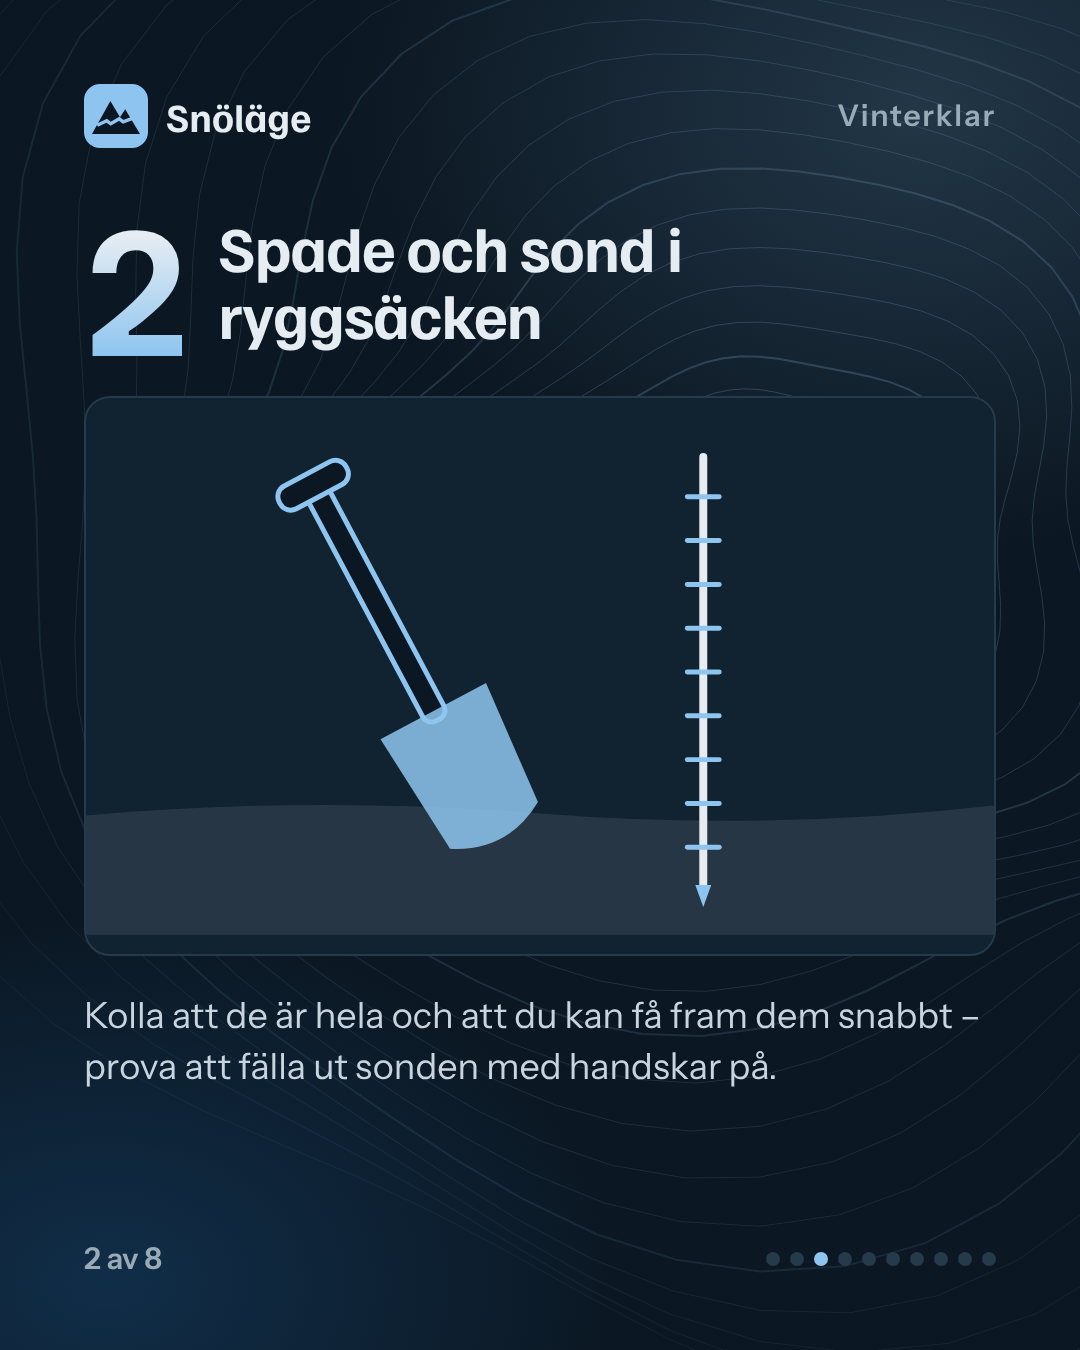 Snöläge
Vinterklar
2
Spade och sond i
ryggsäcken
Kolla att de är hela och att du kan få fram dem snabbt –
prova att fälla ut sonden med handskar på.
2 av 8